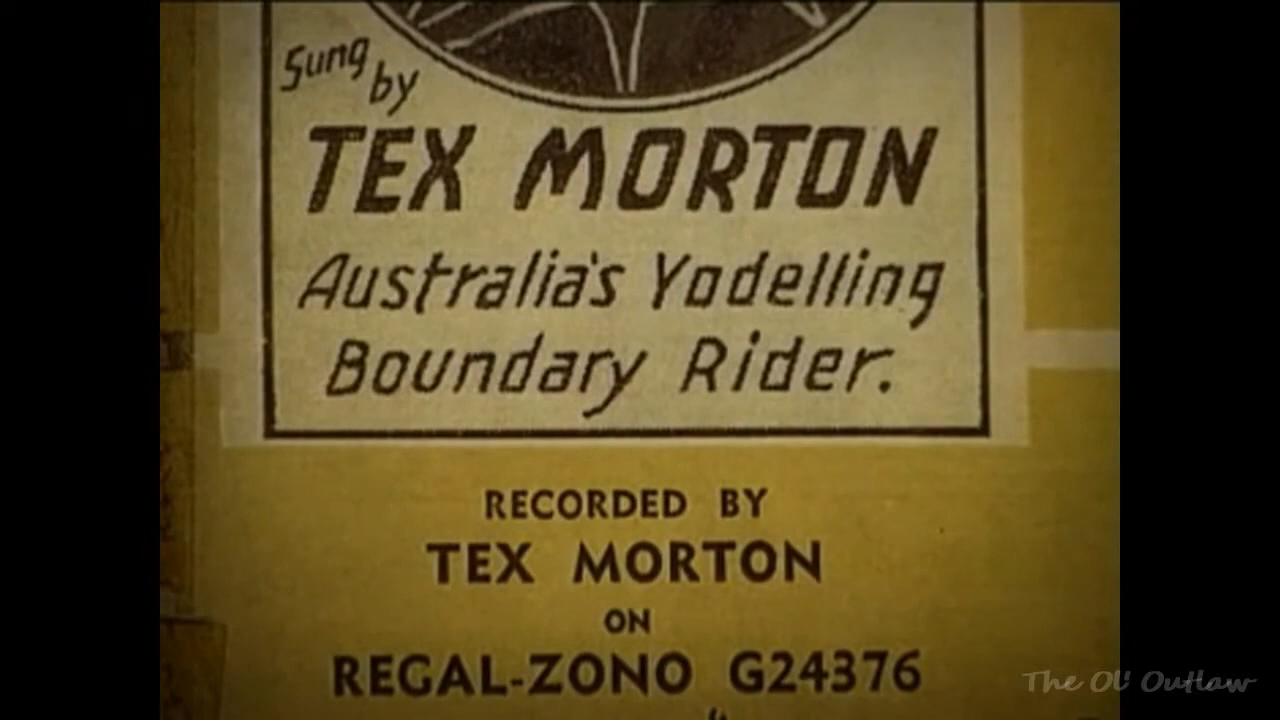 Sung
by
TEX MORTON
Australia's Yodelling
Boundary Rider.
RECORDED BY
TEX MORTON
ON
REGAL-ZONO G24376
The Ol' Outlaw